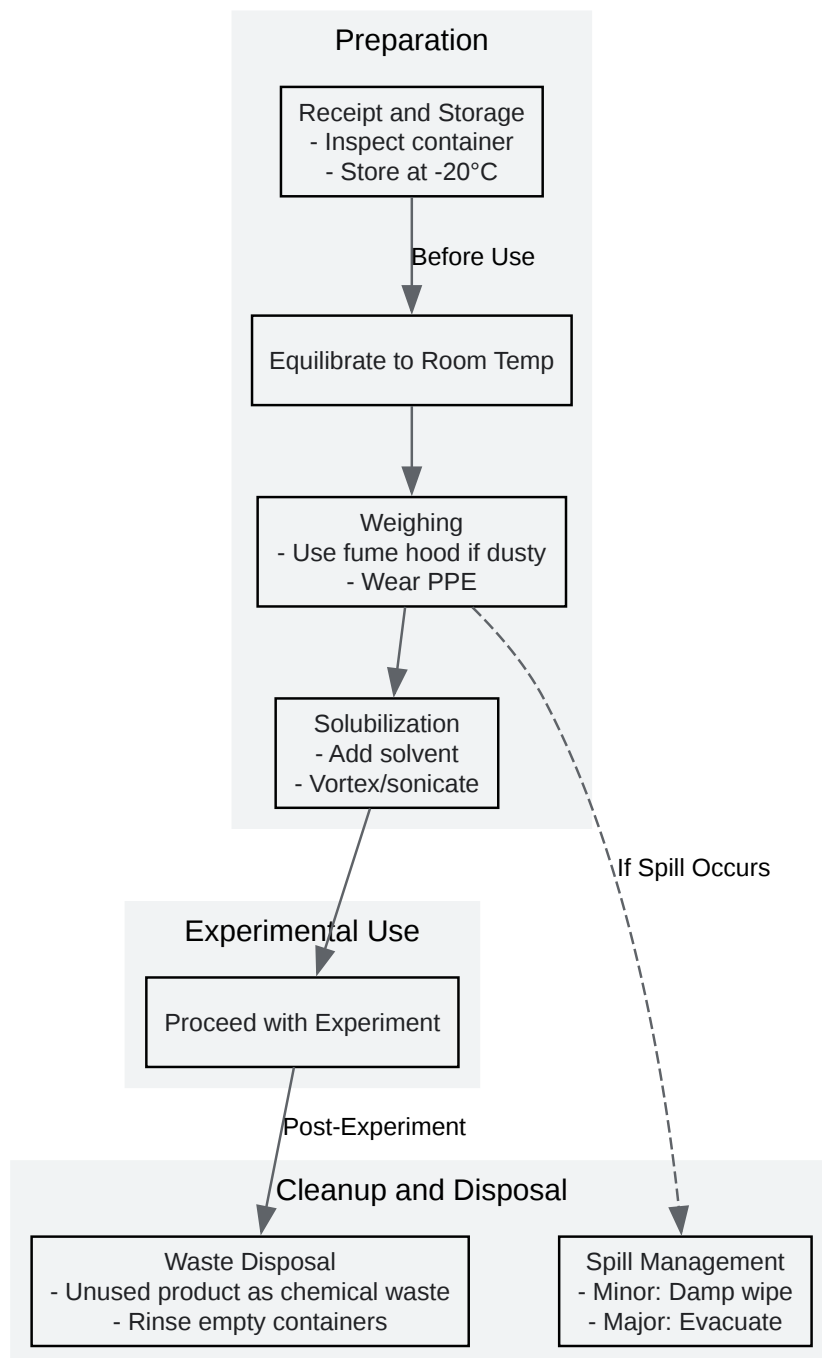 Preparation
Receipt and Storage
- Inspect container
- Store at -20°C
Before Use
Equilibrate to Room Temp
Weighing
- Use fume hood if dusty
- Wear PPE
Solubilization
- Add solvent
- Vortex/sonicate
If Spill Occurs
Experimental Use
Proceed with Experiment
Post-Experiment
Cleanup and Disposal
Waste Disposal
- Unused product as chemical waste
- Rinse empty containers
Spill Management
- Minor: Damp wipe
- Major: Evacuate